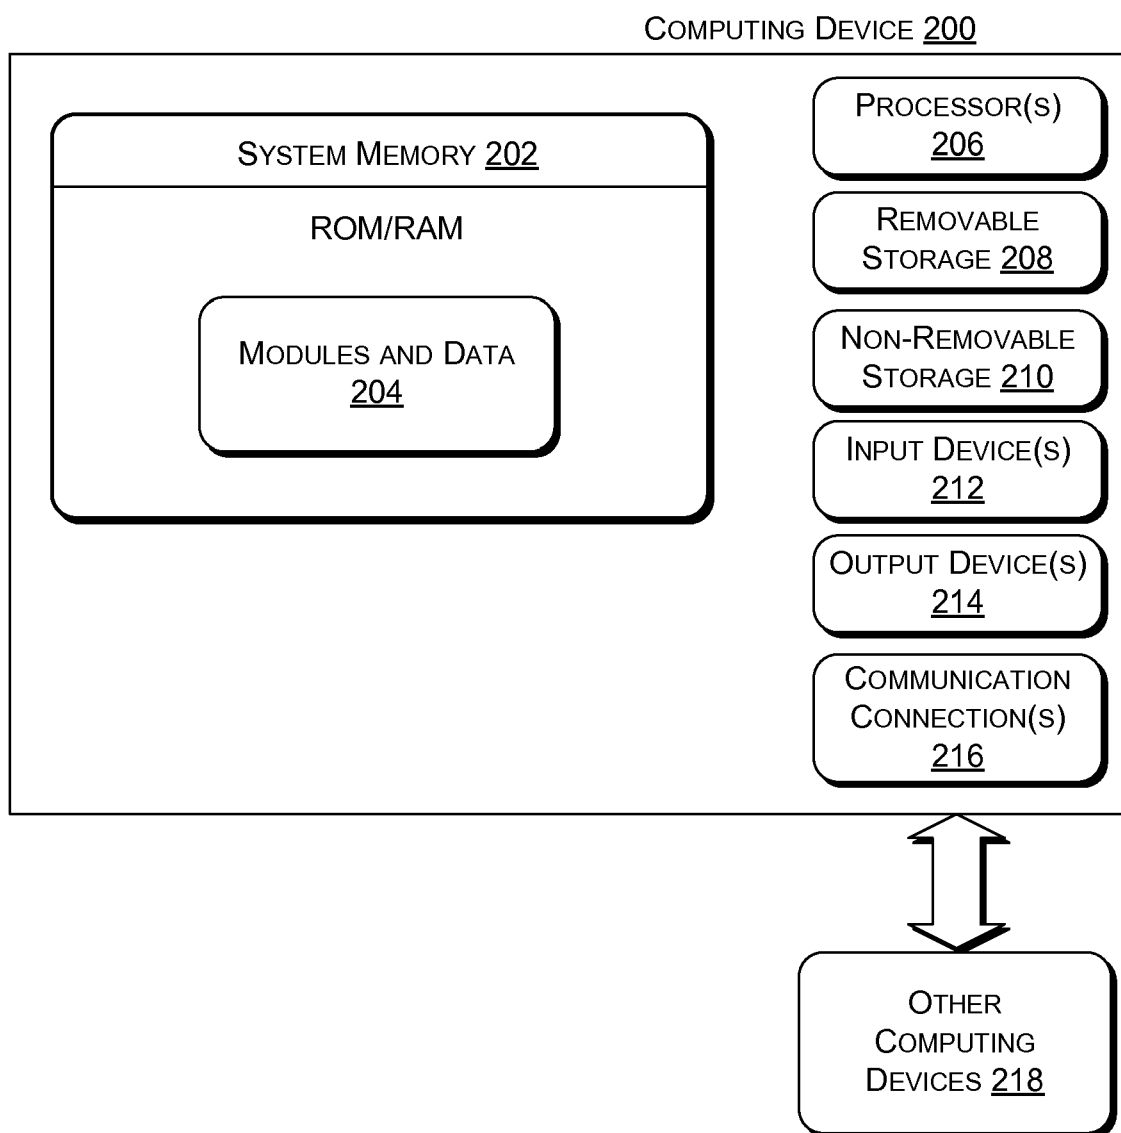 COMPUTING DEVICE 200
SYSTEM MEMORY 202
ROM/RAM
MODULES AND DATA
204
PROCESSOR(S)
206
REMOVABLE
STORAGE 208
NON-REMOVABLE
STORAGE 210
INPUT DEVICE(S)
212
OUTPUT DEVICE(S)
214
COMMUNICATION
CONNECTION(S)
216
OTHER
COMPUTING
DEVICES 218